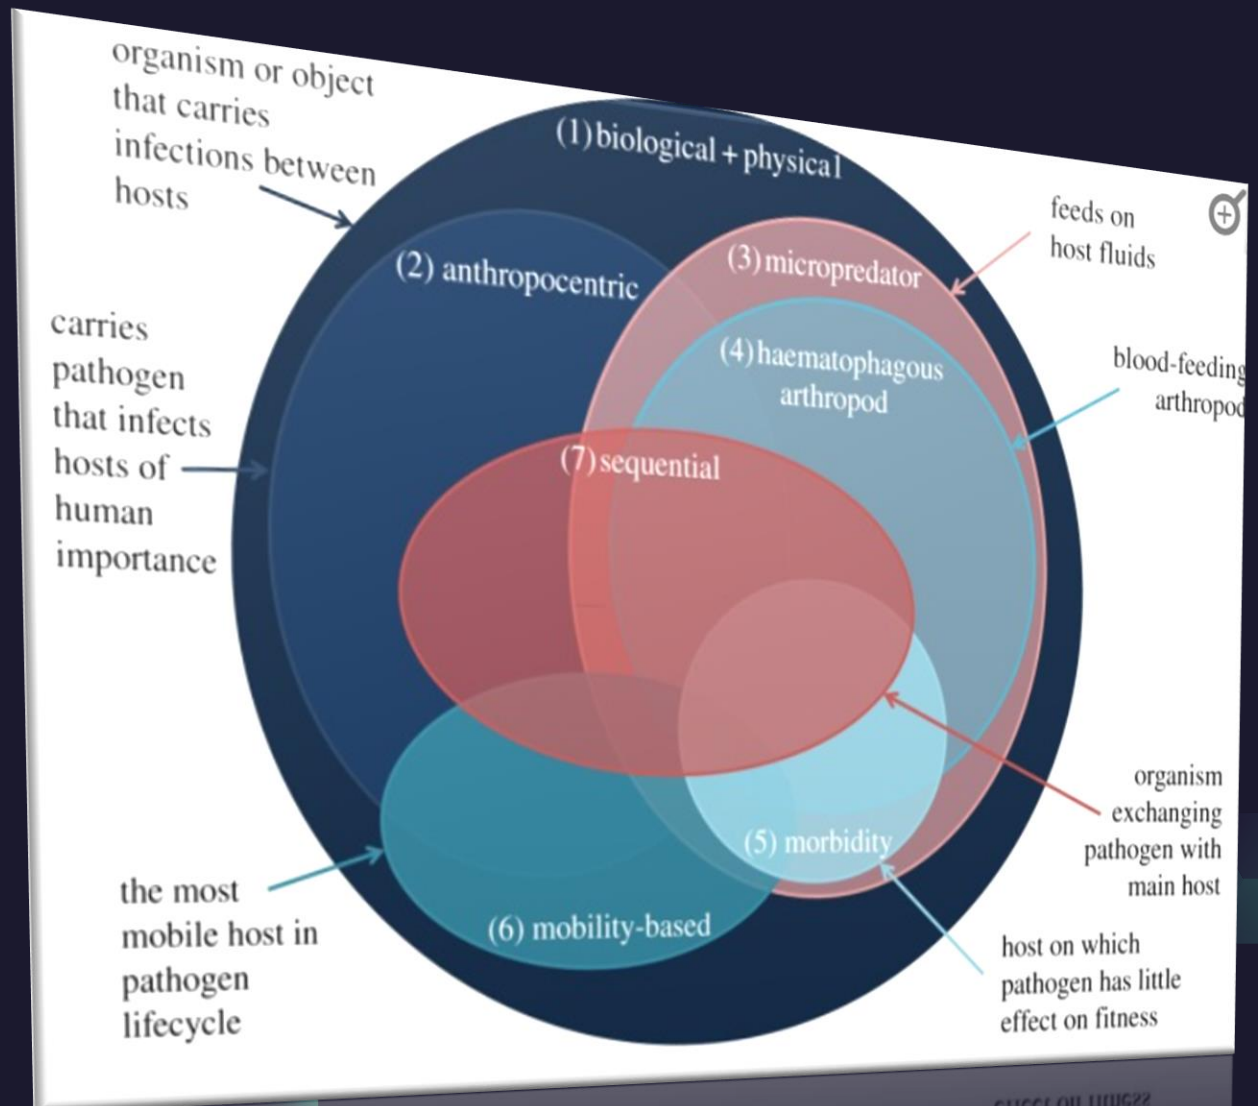 organism or object
that carries
infections between
hosts
(1) biological + physical
feeds on
host fluids
(2) anthropocentric
(3) micropredator
carries
pathogen
that infects
hosts of
human
importance
(4) haematophagous
arthropod
blood-feeding
arthropod
(7) sequential
organism
exchanging
pathogen with
main host
(5) morbidity
the most
mobile host in
pathogen
lifecycle
(6) mobility-based
host on which
pathogen has little
effect on fitness
effect on fitness